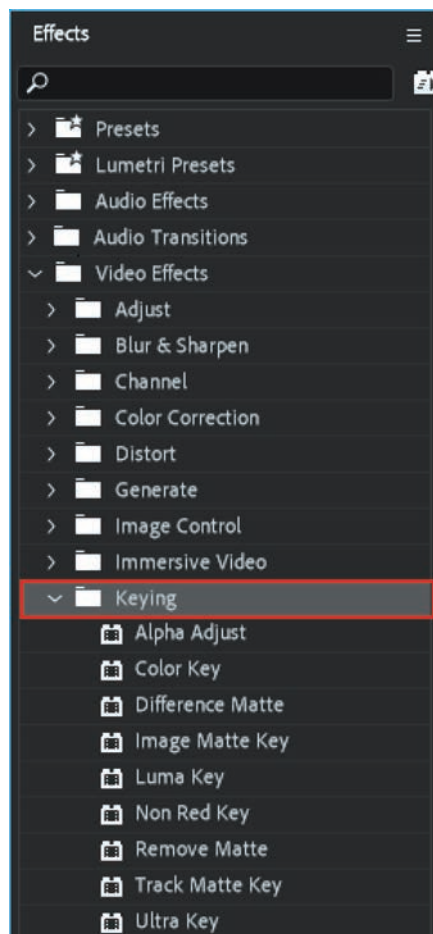 Effects
Presets
Lumetri Presets
Audio Effects
Audio Transitions
Video Effects
Adjust
Blur & Sharpen
Channel
Color Correction
Distort
Generate
Image Control
Immersive Video
Keying
Alpha Adjust
Color Key
Difference Matte
Image Matte Key
Luma Key
Non Red Key
Remove Matte
Track Matte Key
Ultra Key